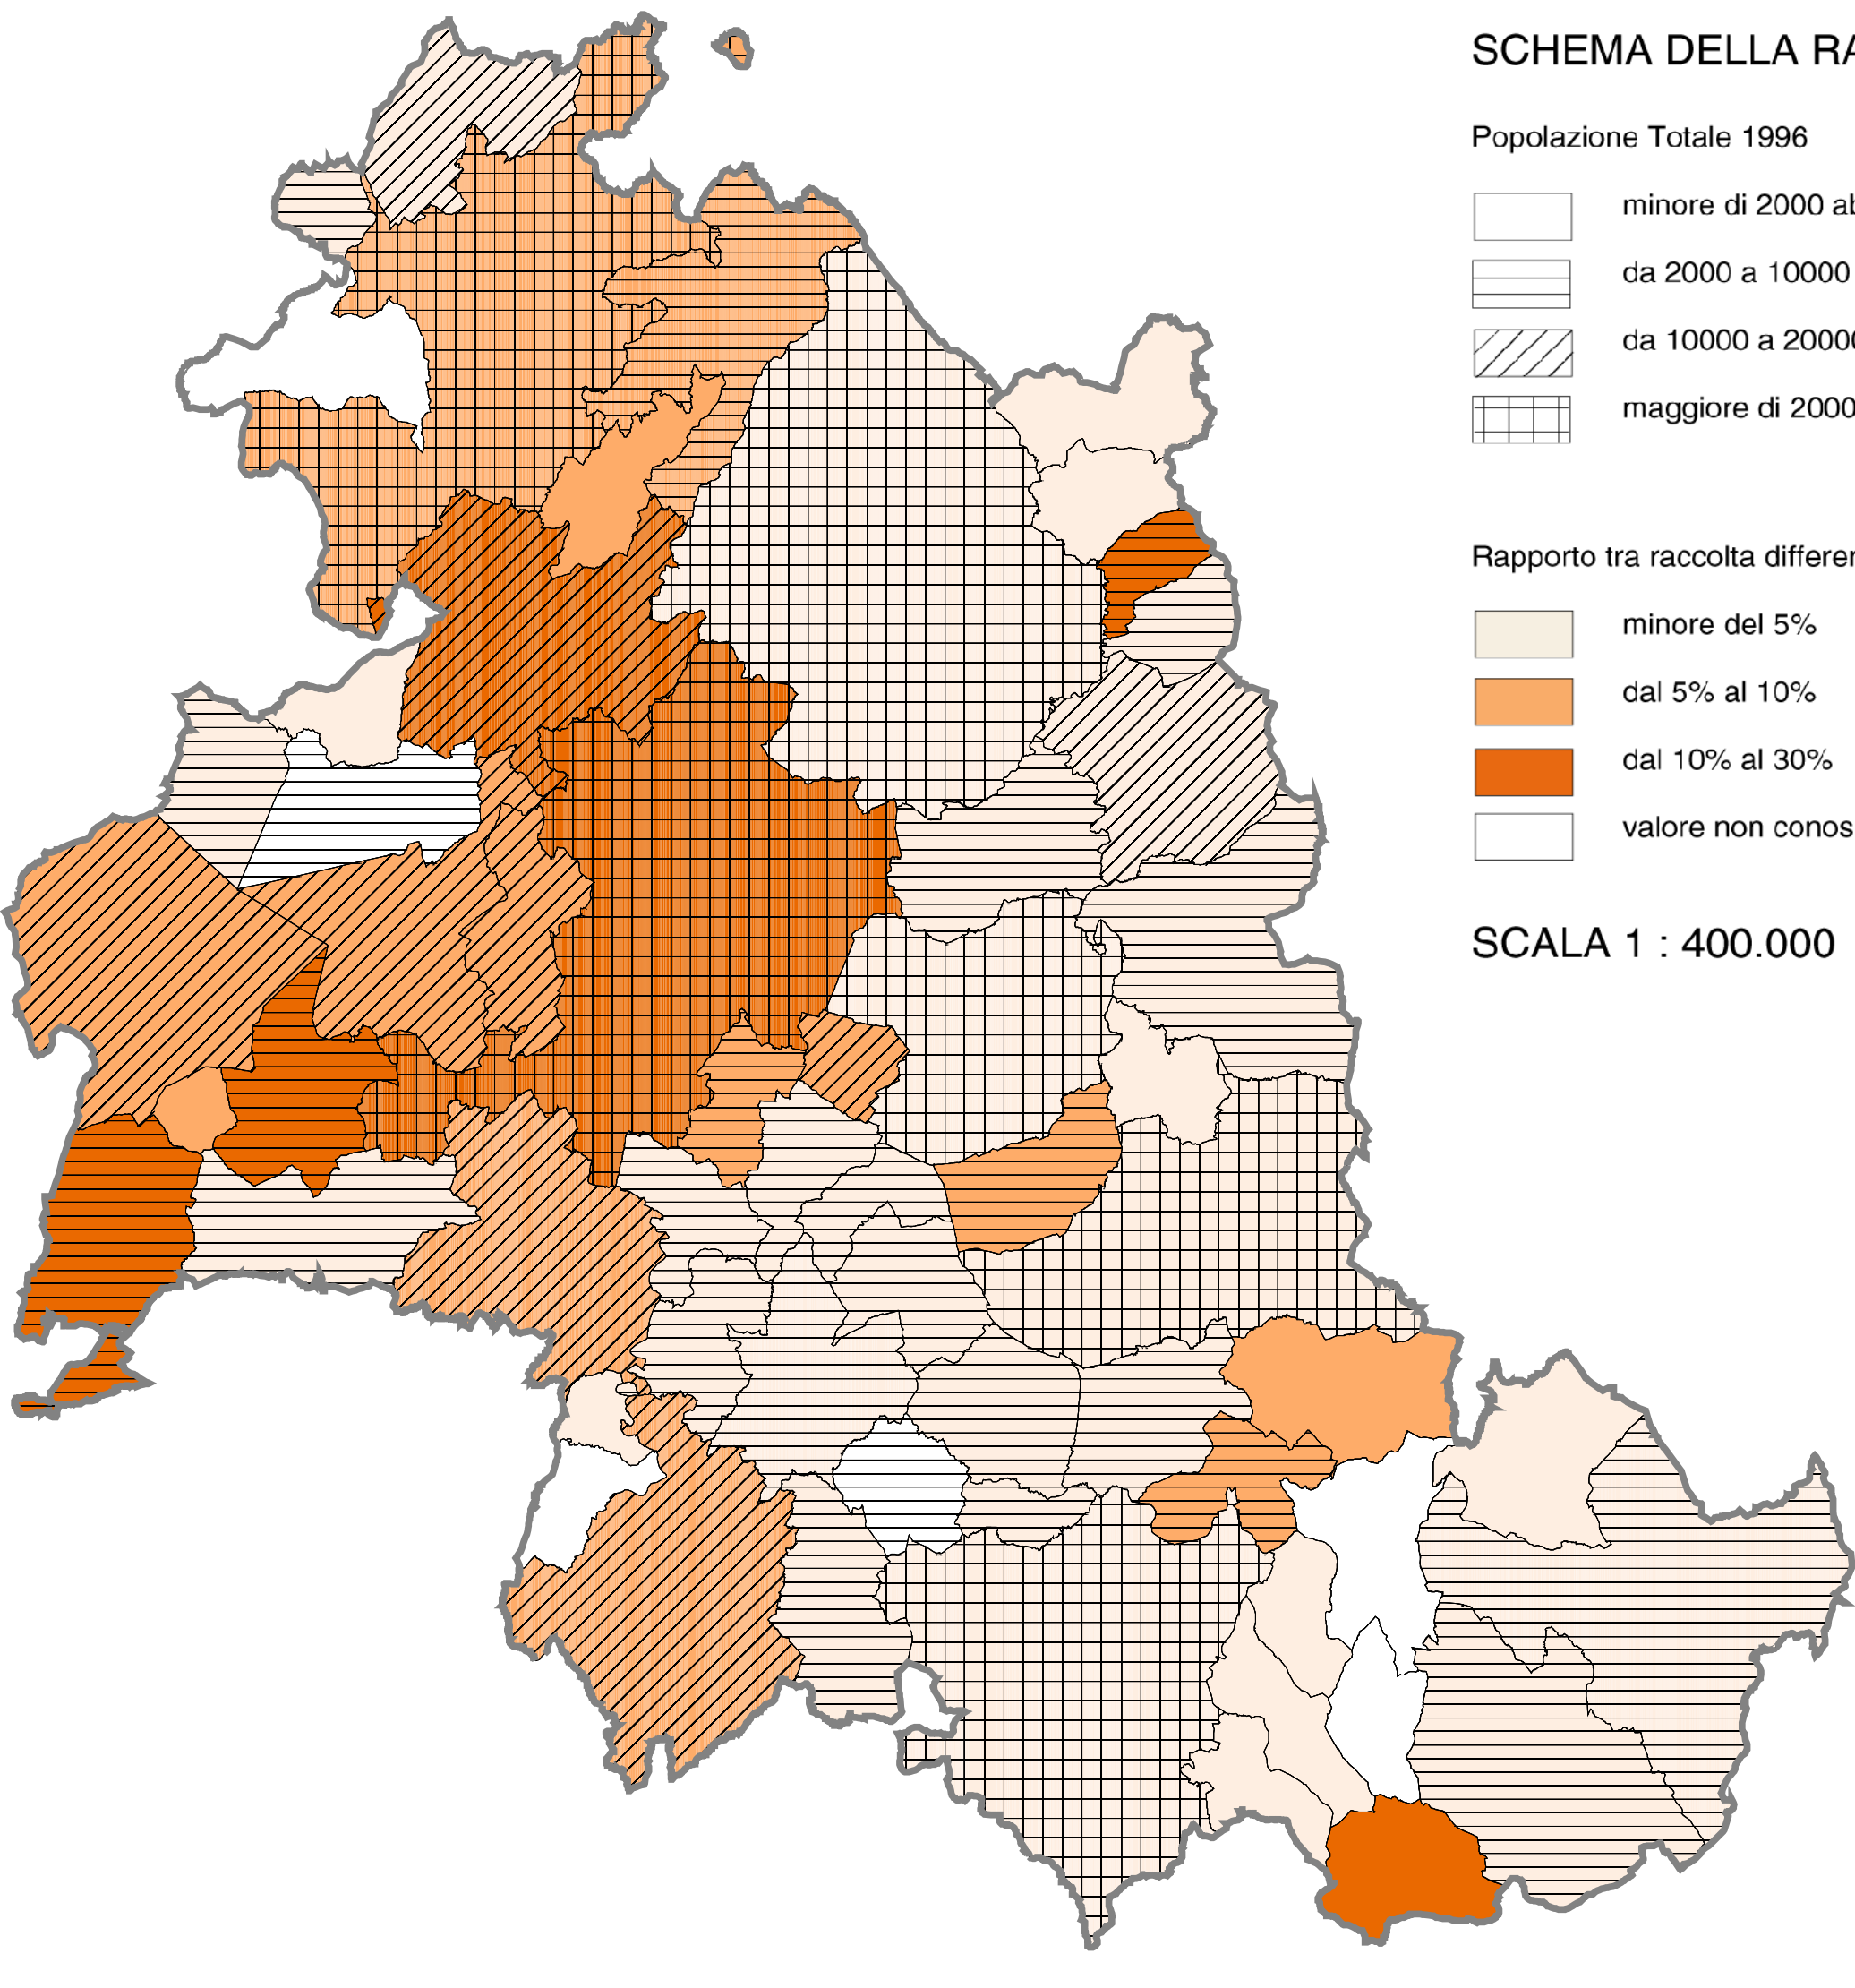 SCHEMA DELLA RA
Popolazione Totale 1996
minore di 2000 ab
da 2000 a 10000
da 10000 a 20000
maggiore di 2000
Rapporto tra raccolta differen
minore del 5%
dal 5% al 10%
dal 10% al 30%
valore non conos
SCALA 1 : 400.000